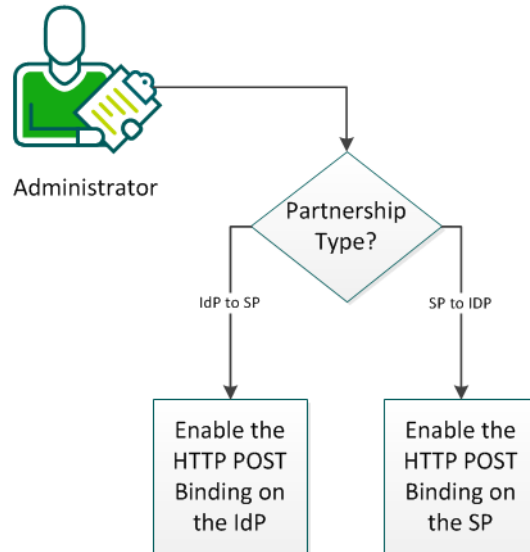 Administrator
Partnership
Type?
IdP to SP
SP to IDP
Enable the
HTTP POST
Binding on
the IdP
Enable the
HTTP POST
Binding on
the SP